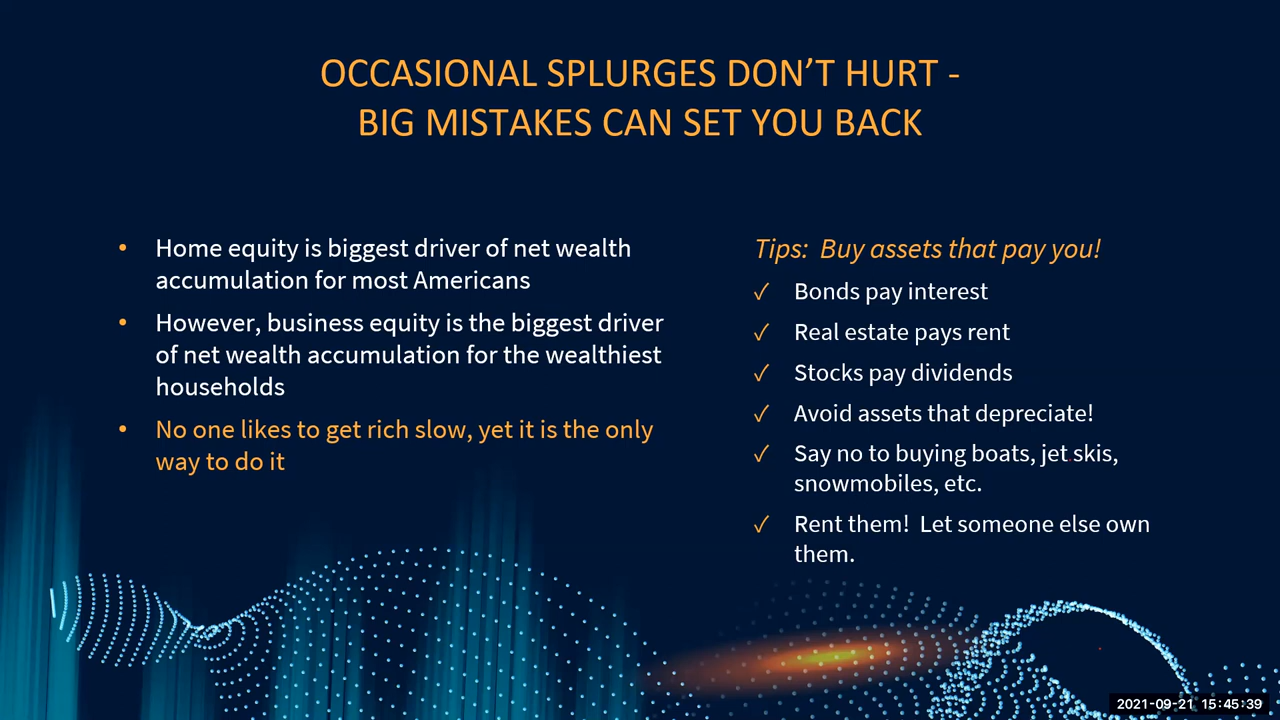 OCCASIONAL SPLURGES DON’T HURT -
BIG MISTAKES CAN SET YOU BACK
• Home equity is biggest driver of net wealth
accumulation for most Americans
• However, business equity is the biggest driver
of net wealth accumulation for the wealthiest
households
• No one likes to get rich slow, yet it is the only
way to do it
Tips:  Buy assets that pay you!
✓ Bonds pay interest
✓ Real estate pays rent
✓ Stocks pay dividends
✓ Avoid assets that depreciate!
✓ Say no to buying boats, jet skis,
snowmobiles, etc.
✓ Rent them!  Let someone else own
them.
2021-09-21 15:45:39